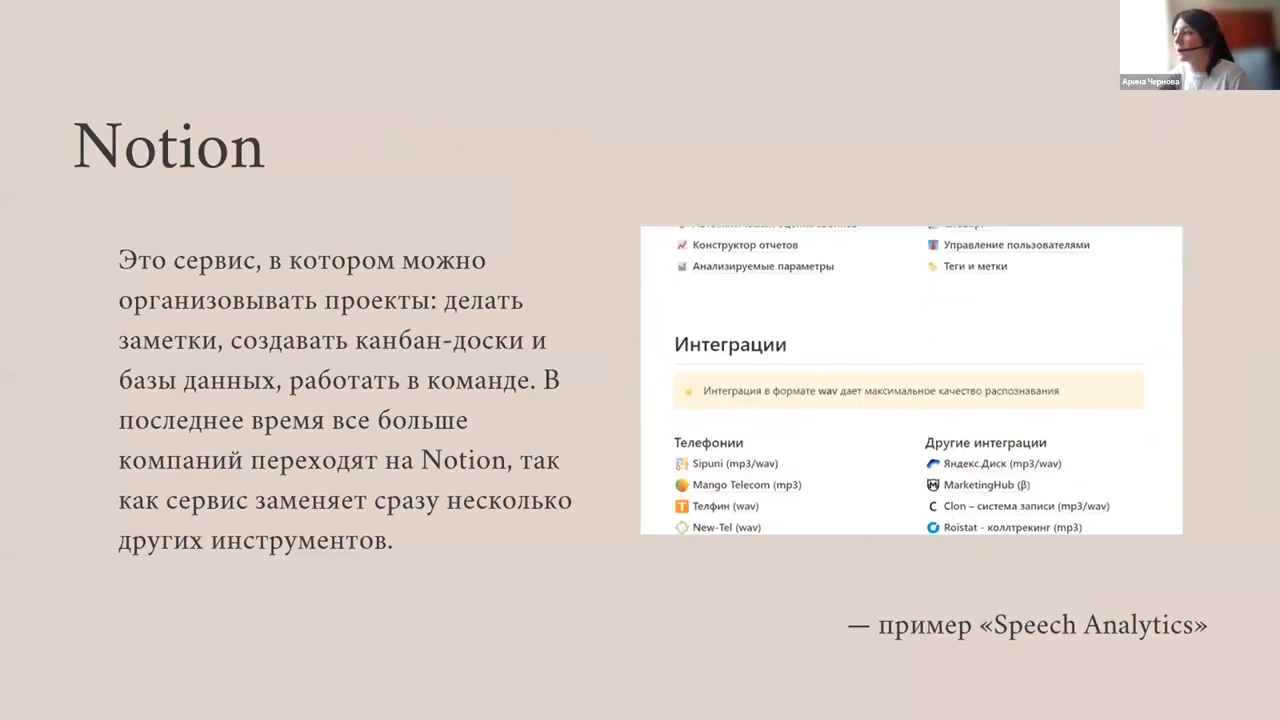 Арина Чернова
Notion
Это сервис, в котором можно
организовывать проекты: делать
заметки, создавать канбан-доски и
базы данных, работать в команде. В
последнее время все больше
компаний переходят на Notion, так
как сервис заменяет сразу несколько
других инструментов.
Конструктор отчетов
Управление пользователями
Анализируемые параметры
Теги и метки
Интеграции
Интеграция в формате wav дает максимальное качество распознавания
Телефонии
Другие интеграции
Sipuni (mp3/wav)
Яндекс.Диск (mp3/wav)
Mango Telecom (mp3)
MarketingHub (β)
Телфин (wav)
Clon – система записи (mp3/wav)
New-Tel (wav)
Roistat - коллтрекинг (mp3)
— пример «Speech Analytics»